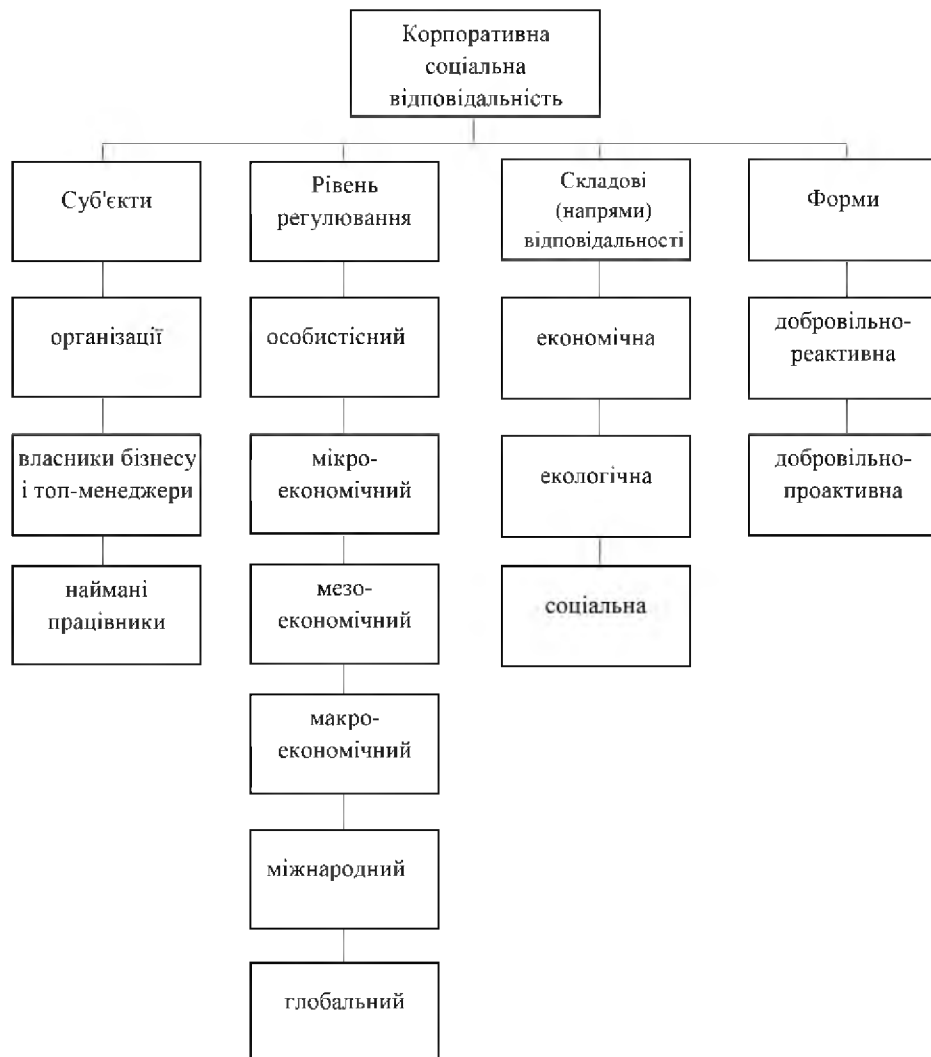 Корпоративна
соціальна
відповідальність
Суб'єкти
Рівень
регулювання
Складові
(напрями)
відповідальності
Форми
організації
особистісний
економічна
добровільно-
реактивна
власники бізнесу
і топ-менеджери
мікро-
економічний
екологічна
добровільно-
проактивна
наймані
працівники
мезо-
економічний
соціальна
макро-
економічний
міжнародний
глобальний